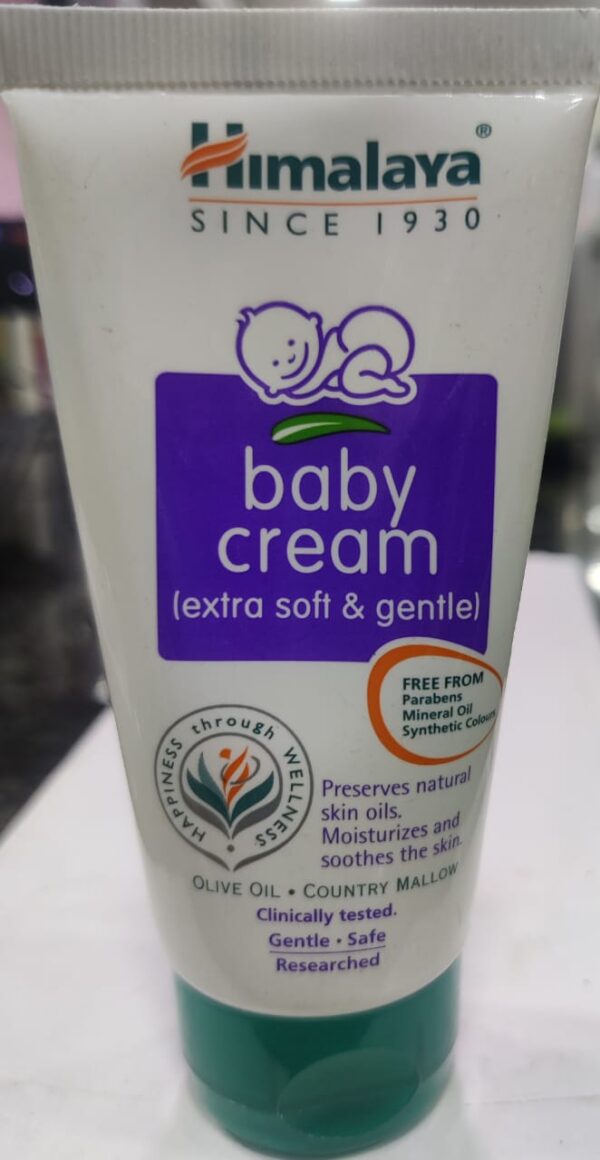 Himalaya®
SINCE 1930
baby
cream
(extra soft & gentle)
FREE FROM
Parabens
Mineral Oil
Synthetic Colours
HAPPINESS through WELLNESS
Preserves natural
skin oils.
Moisturizes and
soothes the skin.
OLIVE OIL • COUNTRY MALLOW
Clinically tested.
Gentle • Safe
Researched